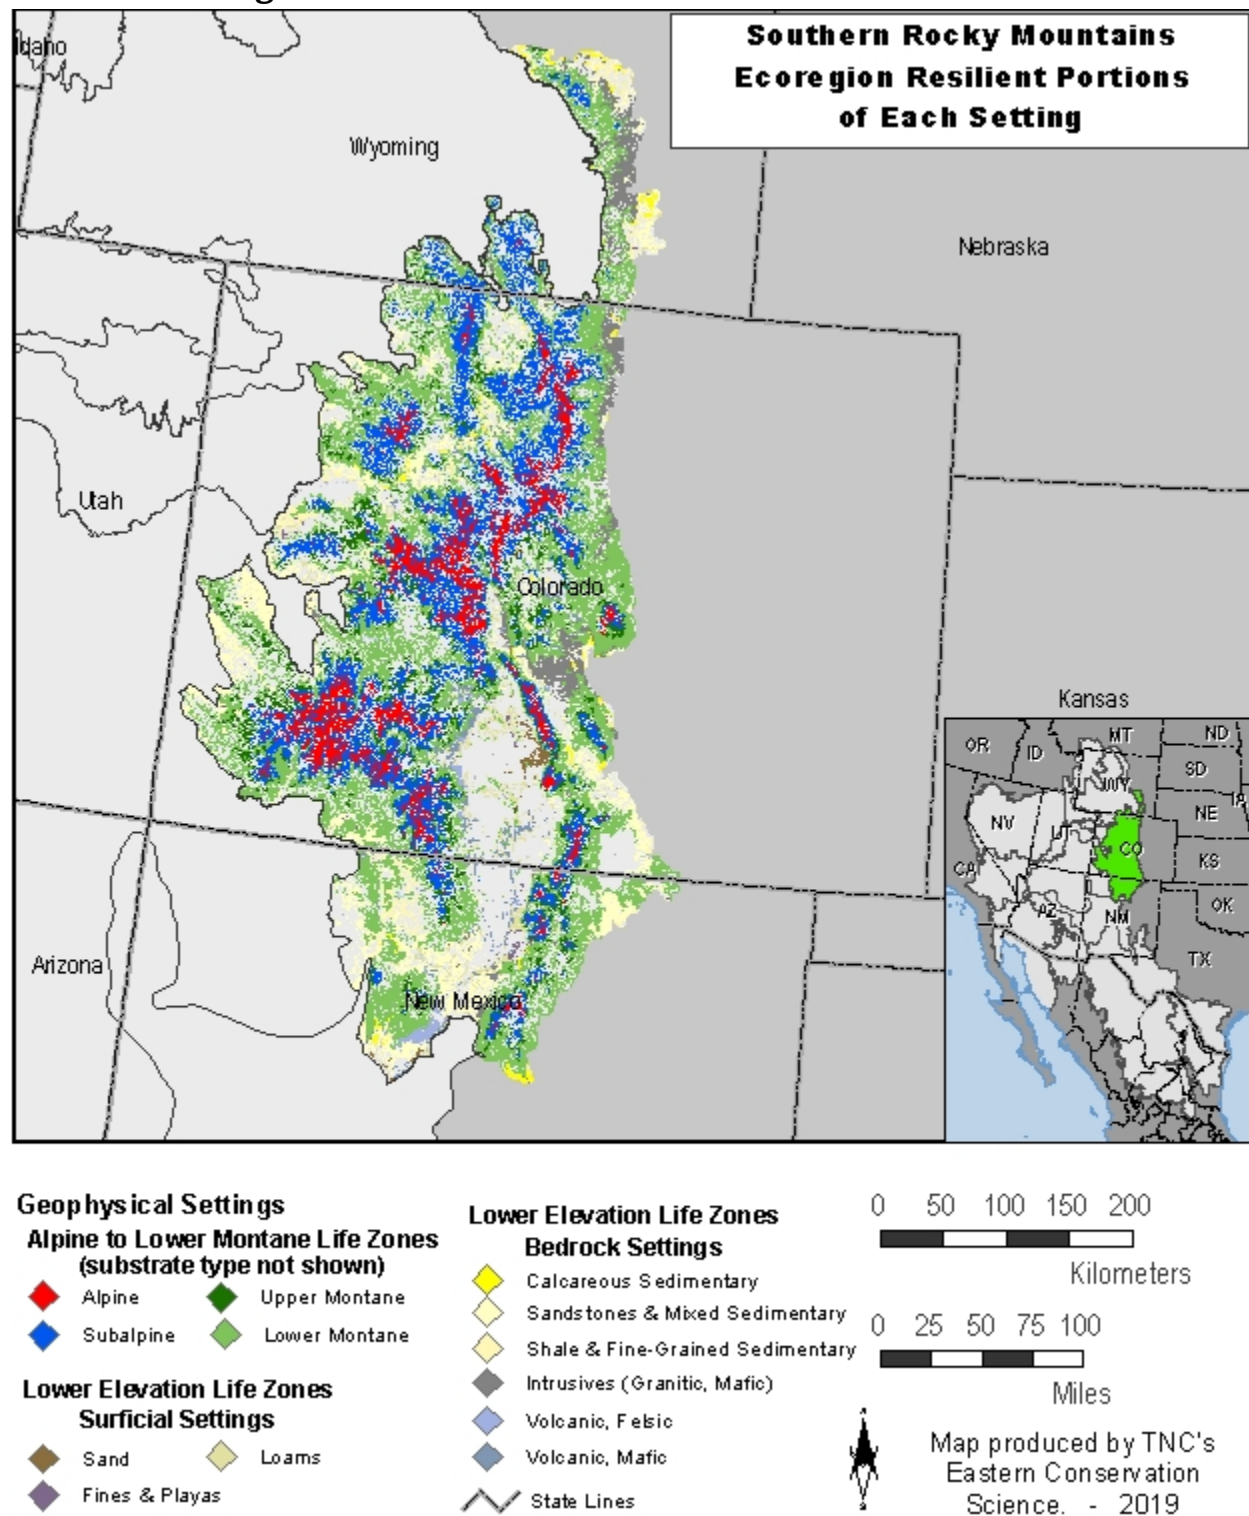 Southern Rocky Mountains
Ecoregion Resilient Portions
of Each Setting
Idaho
Wyoming
Nebraska
Utah
Colorado
Kansas
Arizona
New Mexico
OR
ID
MT
ND
WY
SD
IA
NV
UT
NE
CO
CA
KS
AZ
NM
OK
TX
Geophysical Settings
Alpine to Lower Montane Life Zones
(substrate type not shown)
Alpine
Upper Montane
Subalpine
Lower Montane
Lower Elevation Life Zones
Surficial Settings
Sand
Loams
Fines & Playas
Lower Elevation Life Zones
Bedrock Settings
Calcareous Sedimentary
Sandstones & Mixed Sedimentary
Shale & Fine-Grained Sedimentary
Intrusives (Granitic, Mafic)
Volcanic, Felsic
Volcanic, Mafic
State Lines
0 50 100 150 200
Kilometers
0 25 50 75 100
Miles
Map produced by TNC's
Eastern Conservation
Science. - 2019